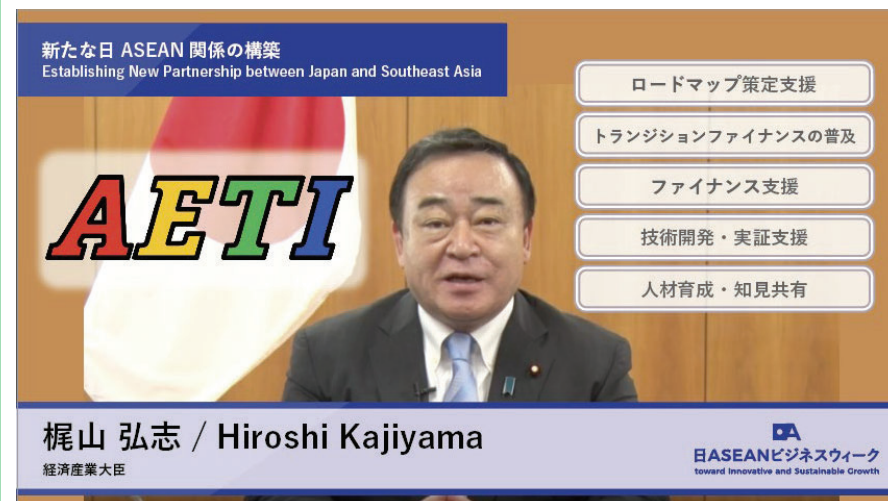 新たな日 ASEAN 関係の構築
Establishing New Partnership between Japan and Southeast Asia
AETI
ロードマップ策定支援
トランジションファイナンスの普及
ファイナンス支援
技術開発・実証支援
人材育成・知見共有
梶山 弘志 / Hiroshi Kajiyama
経済産業大臣
日ASEANビジネスウィーク
toward Innovative and Sustainable Growth